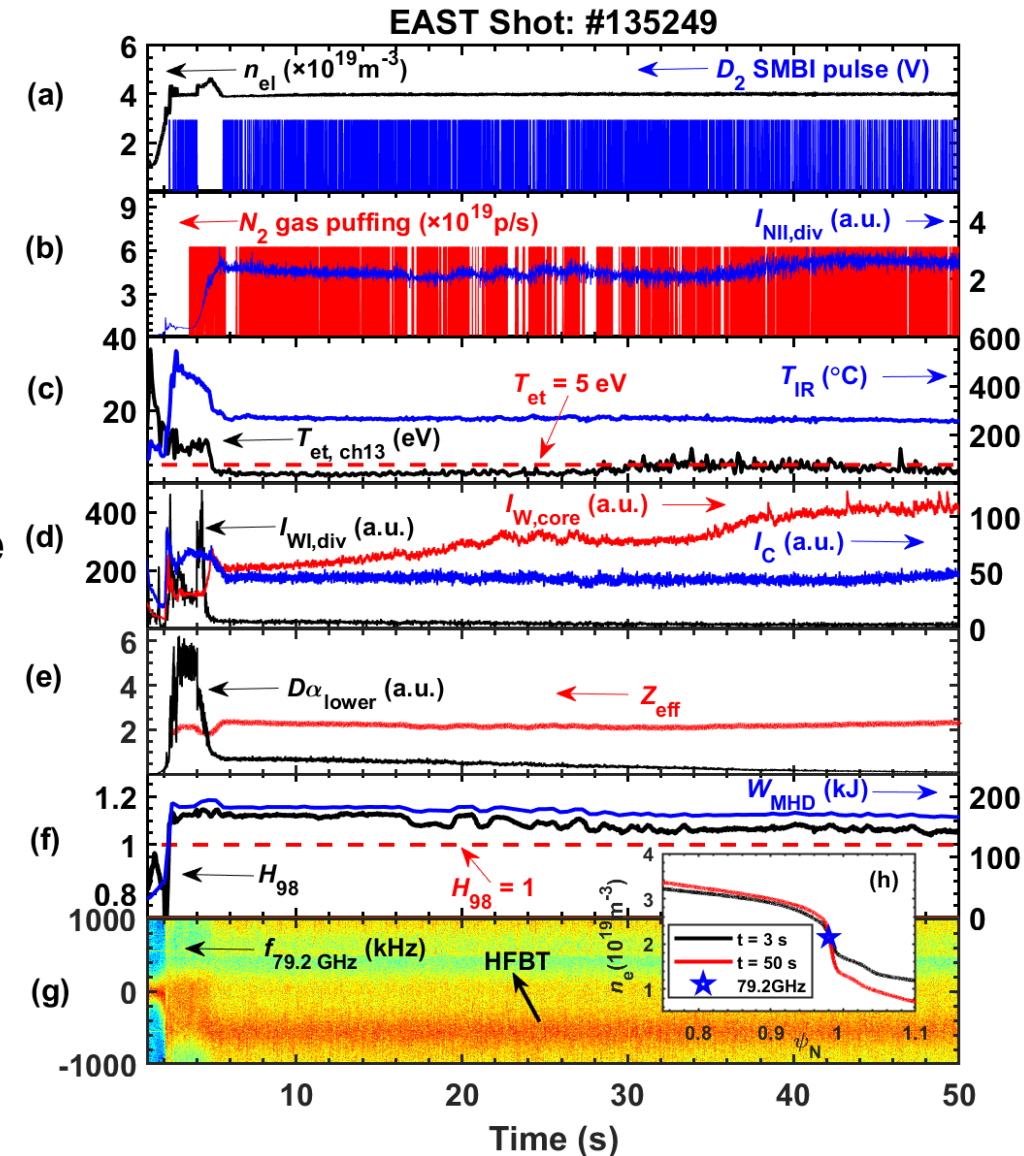 EAST Shot: #135249
(a)
6
4
2
n_el (×10^19 m^-3)
D_2 SMBI pulse (V)
(b)
9
6
3
N_2 gas puffing (×10^19 p/s)
I_NII,div (a.u.)
4
2
(c)
40
20
T_et = 5 eV
T_IR (°C)
T_et, ch13 (eV)
600
400
200
e
(d)
400
200
I_WI,div (a.u.)
I_W,core (a.u.)
I_C (a.u.)
100
50
0
(e)
6
4
2
Dα_lower (a.u.)
Z_eff
(f)
1.2
1
0.8
W_MHD (kJ)
H_98
H_98 = 1
200
100
0
(g)
1000
0
-1000
f_79.2 GHz (kHz)
HFBT
(h)
4
3
2
1
n_e (10^19 m^-3)
t = 3 s
t = 50 s
79.2GHz
0.8
0.9
1
1.1
ψ_N
10
20
30
40
50
Time (s)